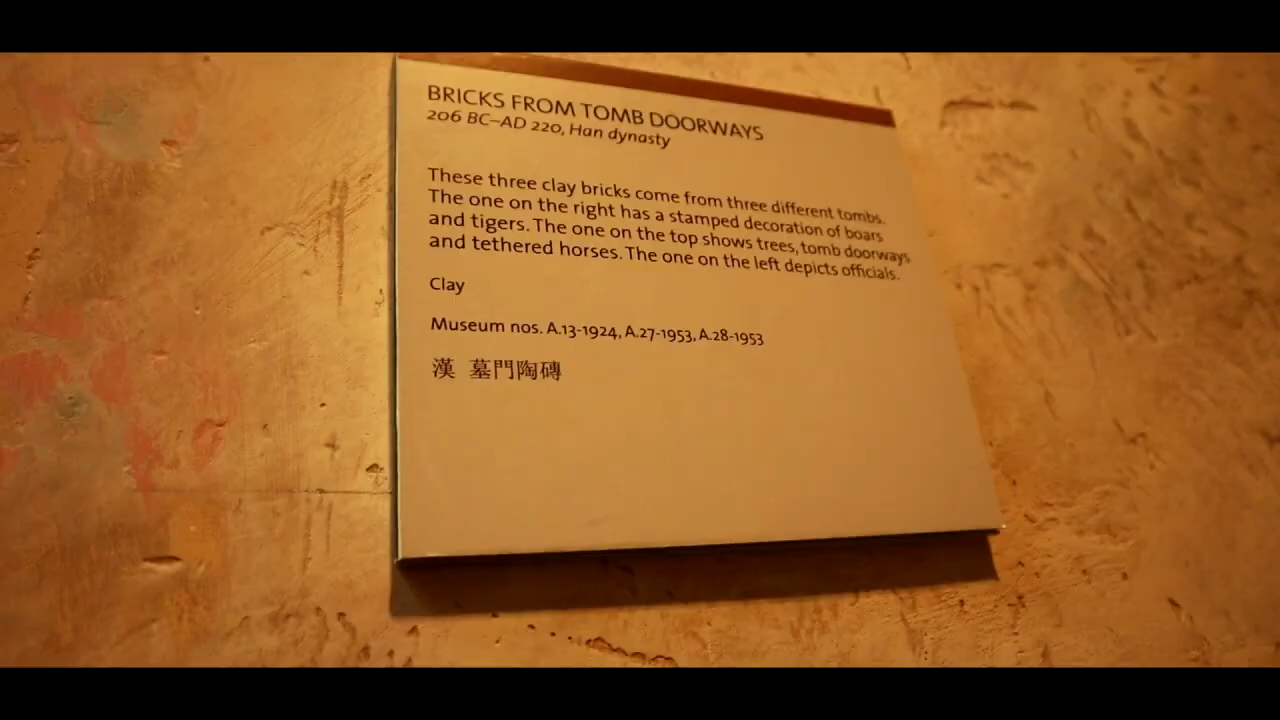 BRICKS FROM TOMB DOORWAYS
206 BC–AD 220, Han dynasty
These three clay bricks come from three different tombs.
The one on the right has a stamped decoration of boars
and tigers. The one on the top shows trees, tomb doorways
and tethered horses. The one on the left depicts officials.
Clay
Museum nos. A.13-1924, A.27-1953, A.28-1953
漢 墓門陶磚